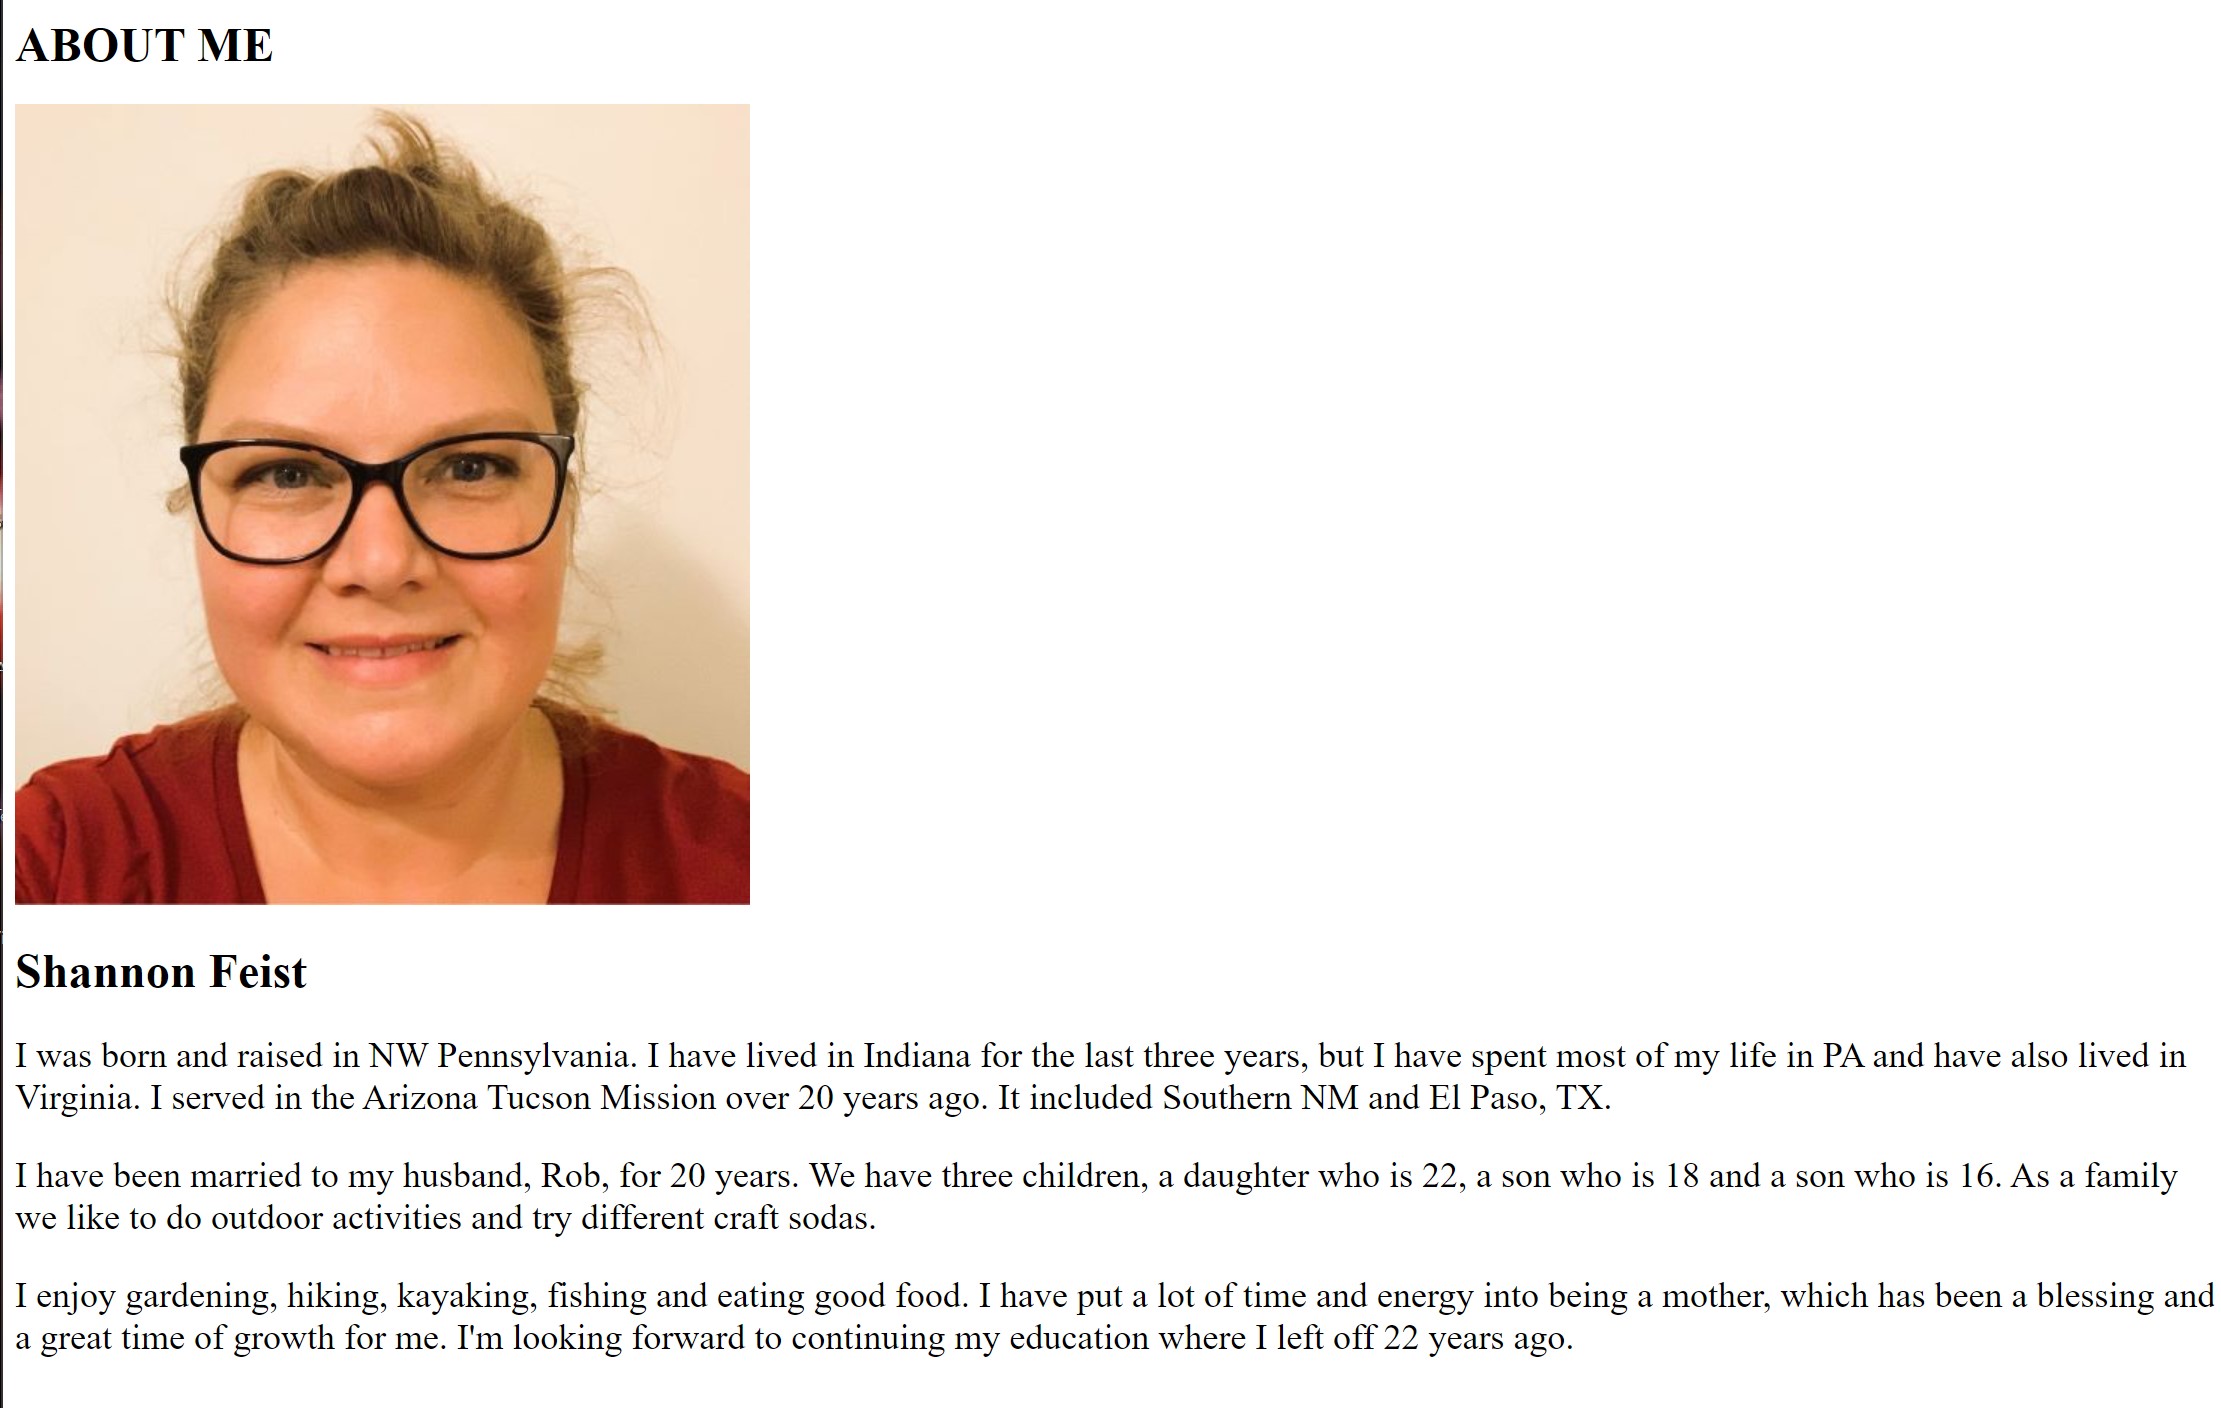 ABOUT ME
Shannon Feist
I was born and raised in NW Pennsylvania. I have lived in Indiana for the last three years, but I have spent most of my life in PA and have also lived in
Virginia. I served in the Arizona Tucson Mission over 20 years ago. It included Southern NM and El Paso, TX.
I have been married to my husband, Rob, for 20 years. We have three children, a daughter who is 22, a son who is 18 and a son who is 16. As a family
we like to do outdoor activities and try different craft sodas.
I enjoy gardening, hiking, kayaking, fishing and eating good food. I have put a lot of time and energy into being a mother, which has been a blessing and
a great time of growth for me. I'm looking forward to continuing my education where I left off 22 years ago.